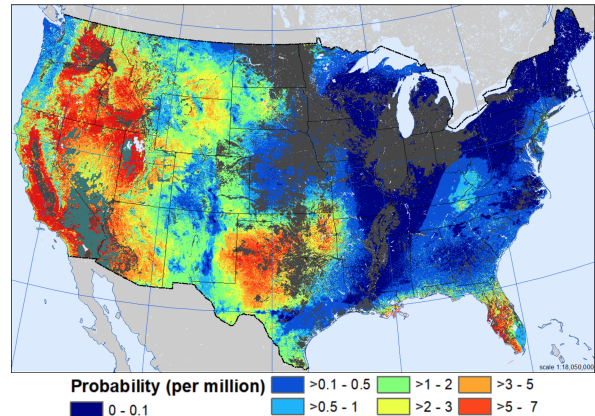 scale 1:18,050,000
Probability (per million)
0 - 0.1
>0.1 - 0.5
>0.5 - 1
>1 - 2
>2 - 3
>3 - 5
>5 - 7